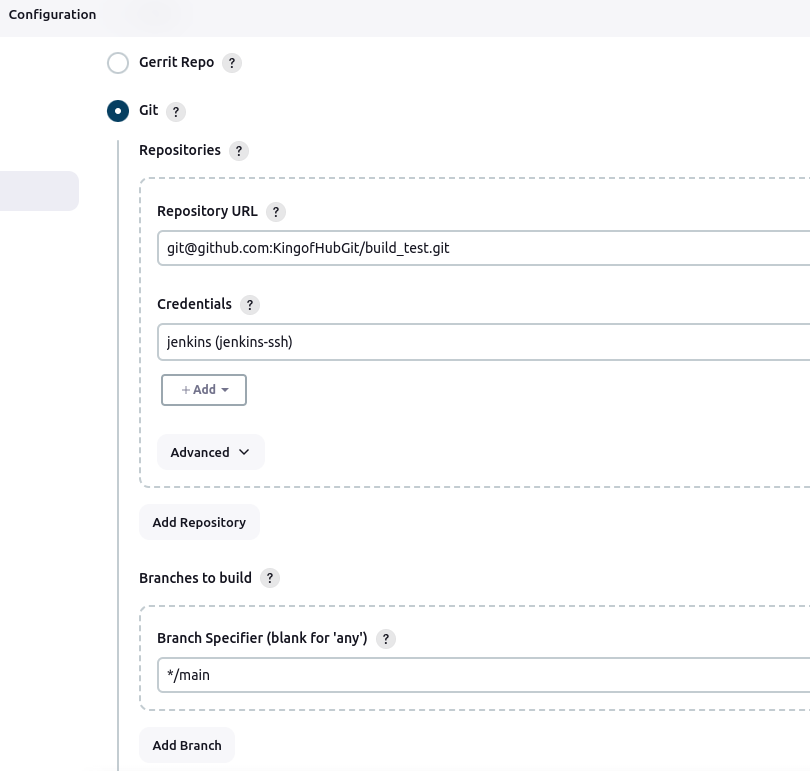 Configuration
Gerrit Repo ?
Git ?
Repositories ?
Repository URL ?
git@github.com:KingofHubGit/build_test.git
Credentials ?
jenkins (jenkins-ssh)
+ Add
Advanced
Add Repository
Branches to build ?
Branch Specifier (blank for 'any') ?
*/main
Add Branch